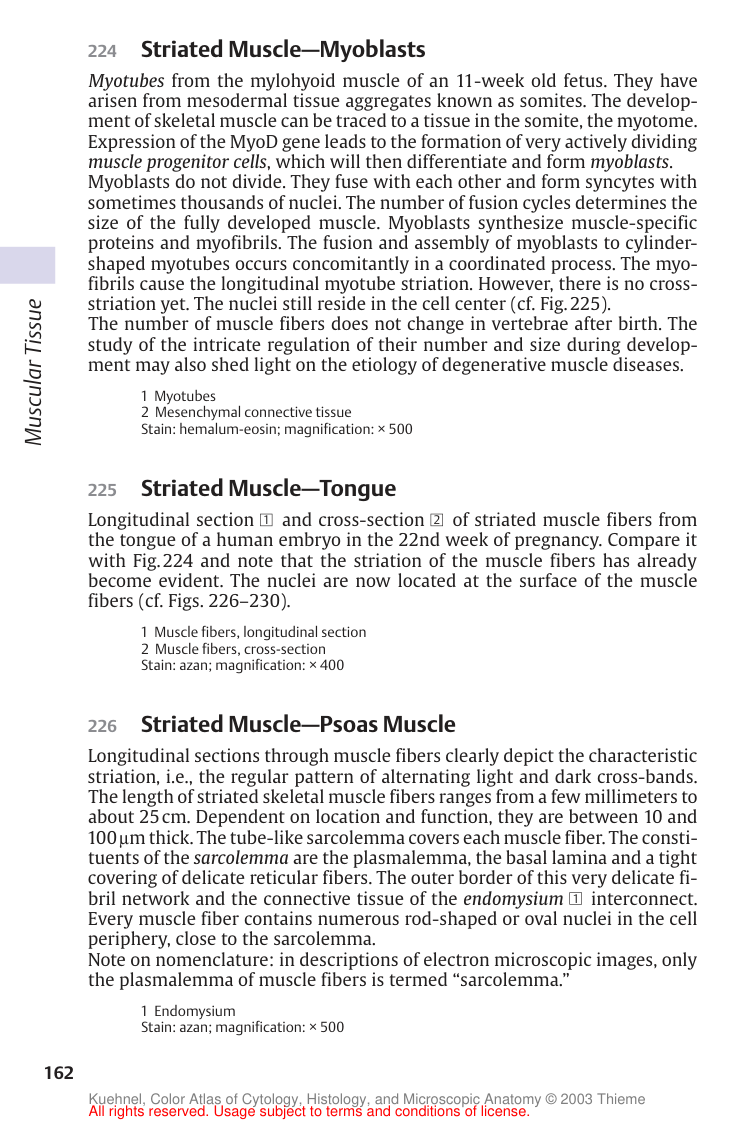 224 Striated Muscle—Myoblasts
Myotubes from the mylohyoid muscle of an 11-week old fetus. They have
arisen from mesodermal tissue aggregates known as somites. The develop-
ment of skeletal muscle can be traced to a tissue in the somite, the myotome.
Expression of the MyoD gene leads to the formation of very actively dividing
muscle progenitor cells, which will then differentiate and form myoblasts.
Myoblasts do not divide. They fuse with each other and form syncytes with
sometimes thousands of nuclei. The number of fusion cycles determines the
size of the fully developed muscle. Myoblasts synthesize muscle-specific
proteins and myofibrils. The fusion and assembly of myoblasts to cylinder-
shaped myotubes occurs concomitantly in a coordinated process. The myo-
fibrils cause the longitudinal myotube striation. However, there is no cross-
striation yet. The nuclei still reside in the cell center (cf. Fig. 225).
The number of muscle fibers does not change in vertebrae after birth. The
study of the intricate regulation of their number and size during develop-
ment may also shed light on the etiology of degenerative muscle diseases.
1 Myotubes
2 Mesenchymal connective tissue
Stain: hemalum-eosin; magnification: × 500
Muscular Tissue
225 Striated Muscle—Tongue
Longitudinal section 1 and cross-section 2 of striated muscle fibers from
the tongue of a human embryo in the 22nd week of pregnancy. Compare it
with Fig. 224 and note that the striation of the muscle fibers has already
become evident. The nuclei are now located at the surface of the muscle
fibers (cf. Figs. 226–230).
1 Muscle fibers, longitudinal section
2 Muscle fibers, cross-section
Stain: azan; magnification: × 400
226 Striated Muscle—Psoas Muscle
Longitudinal sections through muscle fibers clearly depict the characteristic
striation, i.e., the regular pattern of alternating light and dark cross-bands.
The length of striated skeletal muscle fibers ranges from a few millimeters to
about 25 cm. Dependent on location and function, they are between 10 and
100 µm thick. The tube-like sarcolemma covers each muscle fiber. The consti-
tuents of the sarcolemma are the plasmalemma, the basal lamina and a tight
covering of delicate reticular fibers. The outer border of this very delicate fi-
bril network and the connective tissue of the endomysium 1 interconnect.
Every muscle fiber contains numerous rod-shaped or oval nuclei in the cell
periphery, close to the sarcolemma.
Note on nomenclature: in descriptions of electron microscopic images, only
the plasmalemma of muscle fibers is termed “sarcolemma.”
1 Endomysium
Stain: azan; magnification: × 500
162
Kuehnel, Color Atlas of Cytology, Histology, and Microscopic Anatomy © 2003 Thieme
All rights reserved. Usage subject to terms and conditions of license.